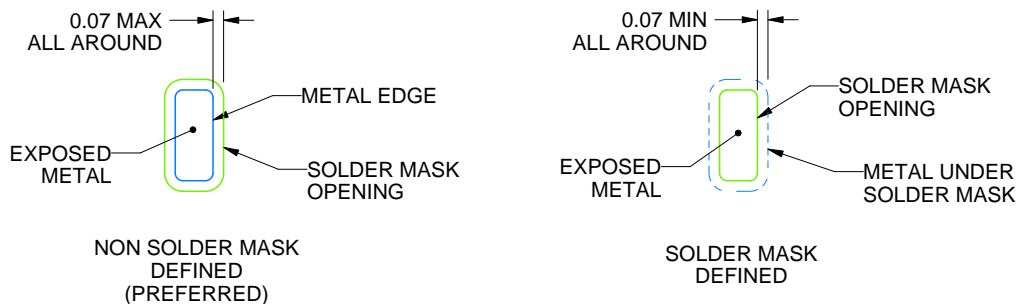 0.07 MAX
ALL AROUND
METAL EDGE
EXPOSED
METAL
SOLDER MASK
OPENING
NON SOLDER MASK
DEFINED
(PREFERRED)
0.07 MIN
ALL AROUND
SOLDER MASK
OPENING
EXPOSED
METAL
METAL UNDER
SOLDER MASK
SOLDER MASK
DEFINED